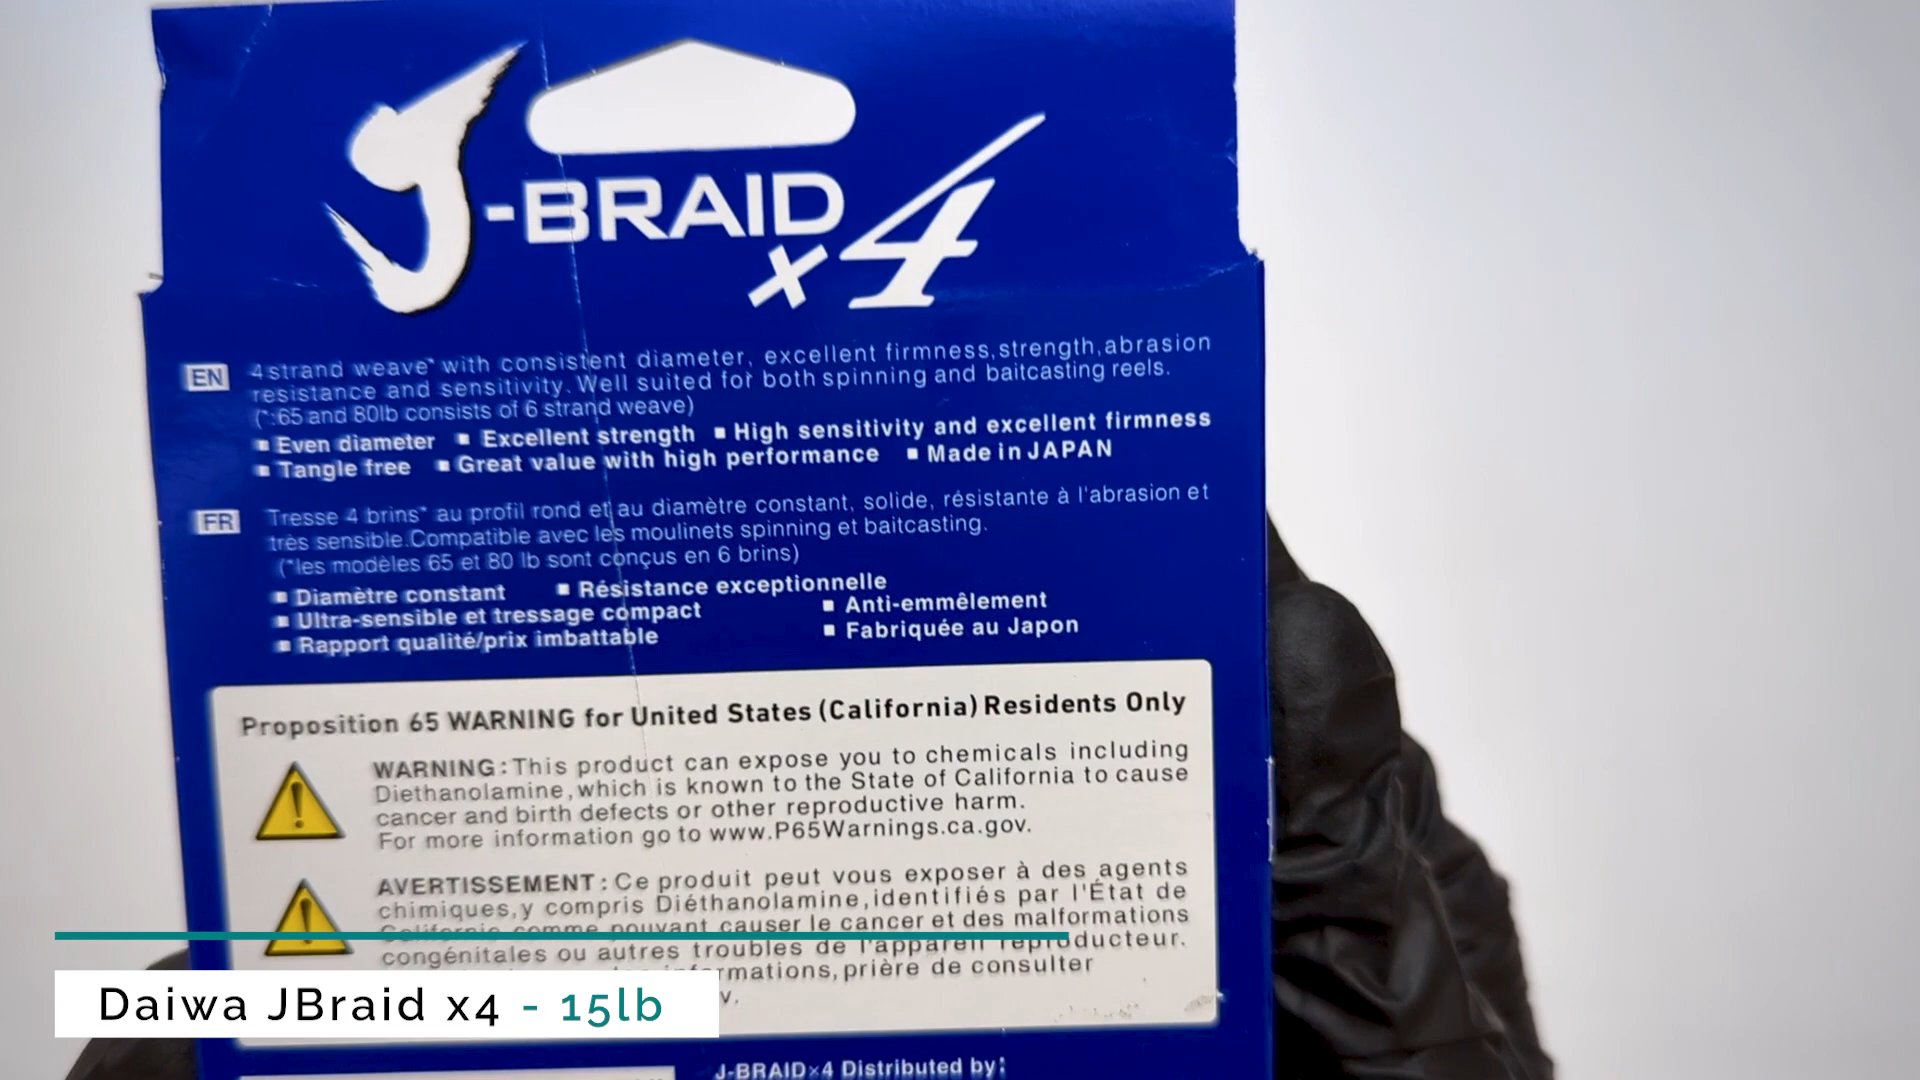 J-BRAID
x4
EN
4 strand weave* with consistent diameter, excellent firmness,strength,abrasion
resistance and sensitivity. Well suited for both spinning and baitcasting reels.
(*:65 and 80lb consists of 6 strand weave)
▪ Even diameter ▪ Excellent strength ▪ High sensitivity and excellent firmness
▪ Tangle free ▪ Great value with high performance ▪ Made in JAPAN
FR
Tresse 4 brins* au profil rond et au diamètre constant, solide, résistante à l'abrasion et
très sensible.Compatible avec les moulinets spinning et baitcasting.
(*les modèles 65 et 80 lb sont conçus en 6 brins)
▪ Diamètre constant ▪ Résistance exceptionnelle
▪ Ultra-sensible et tressage compact ▪ Anti-emmêlement
▪ Rapport qualité/prix imbattable ▪ Fabriquée au Japon
Proposition 65 WARNING for United States (California) Residents Only
WARNING: This product can expose you to chemicals including
Diethanolamine, which is known to the State of California to cause
cancer and birth defects or other reproductive harm.
For more information go to www.P65Warnings.ca.gov.
AVERTISSEMENT: Ce produit peut vous exposer à des agents
chimiques,y compris Diéthanolamine,identifiés par l'État de
Californie comme pouvant causer le cancer et des malformations
congénitales ou autres troubles de l'appareil reproducteur.
prière de consulter
Daiwa JBraid x4 - 15lb
J-BRAID×4 Distributed by: